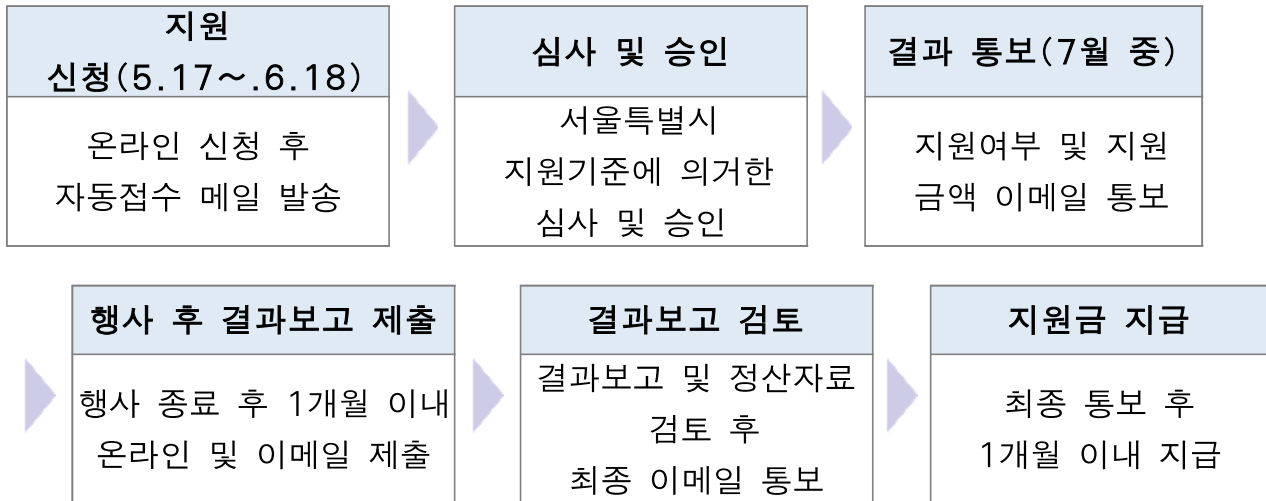 지원
신청(5.17～.6.18)
온라인 신청 후
자동접수 메일 발송
심사 및 승인
서울특별시
지원기준에 의거한
심사 및 승인
결과 통보(7월 중)
지원여부 및 지원
금액 이메일 통보
행사 후 결과보고 제출
행사 종료 후 1개월 이내
온라인 및 이메일 제출
결과보고 검토
결과보고 및 정산자료
검토 후
최종 이메일 통보
지원금 지급
최종 통보 후
1개월 이내 지급